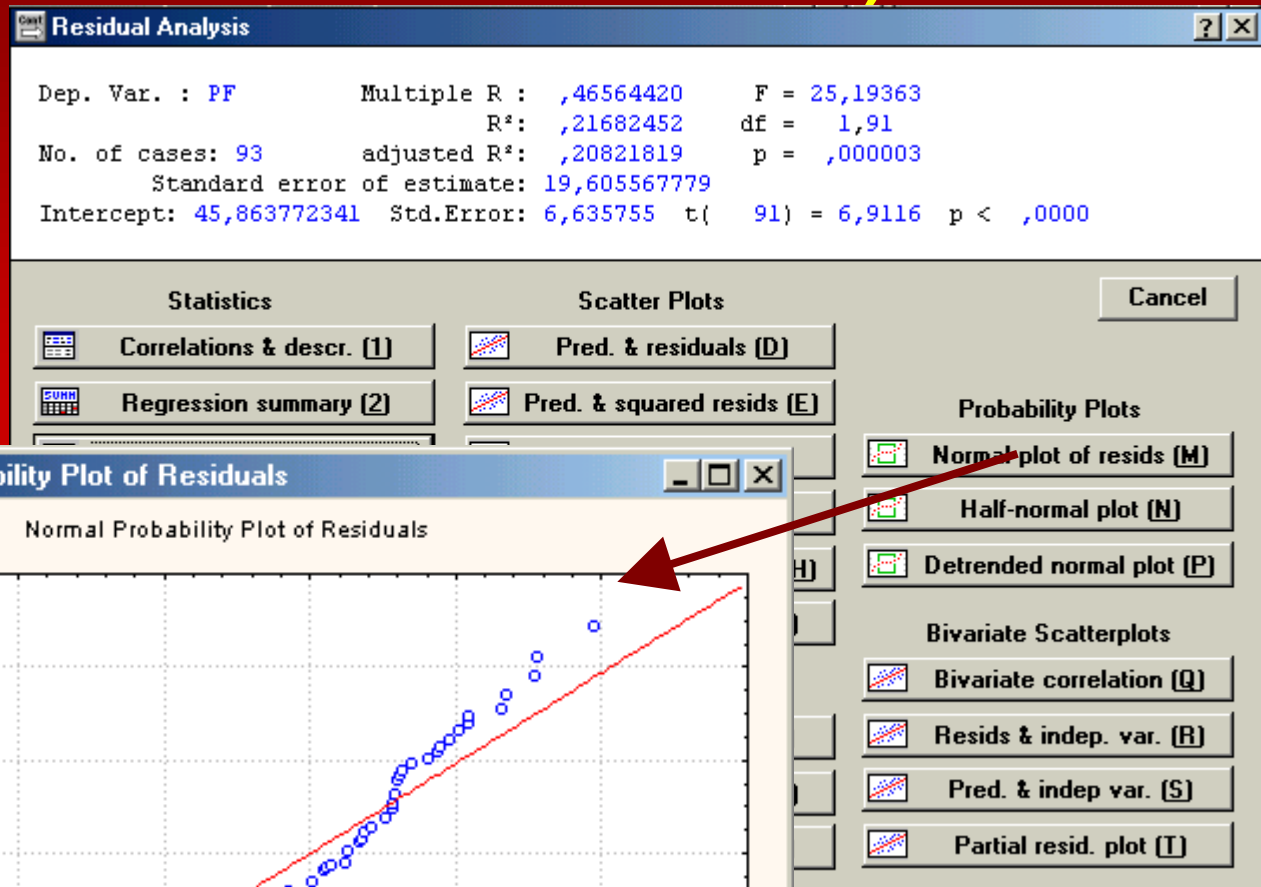 Residual Analysis
Dep. Var. : PF Multiple R : ,46564420 F = 25,19363
R²: ,21682452 df = 1,91
No. of cases: 93 adjusted R²: ,20821819 p = ,000003
Standard error of estimate: 19,605567779
Intercept: 45,863772341 Std.Error: 6,635755 t( 91) = 6,9116 p < ,0000
Cancel
Statistics
Correlations & descr. (1)
Regression summary (2)
Scatter Plots
Pred. & residuals (D)
Pred. & squared resids (E)
H)
)
)
Probability Plots
Normal plot of resids (M)
Half-normal plot (N)
Detrended normal plot (P)
Bivariate Scatterplots
Bivariate correlation (Q)
Resids & indep. var. (R)
Pred. & indep var. (S)
Partial resid. plot (T)
bility Plot of Residuals
Normal Probability Plot of Residuals